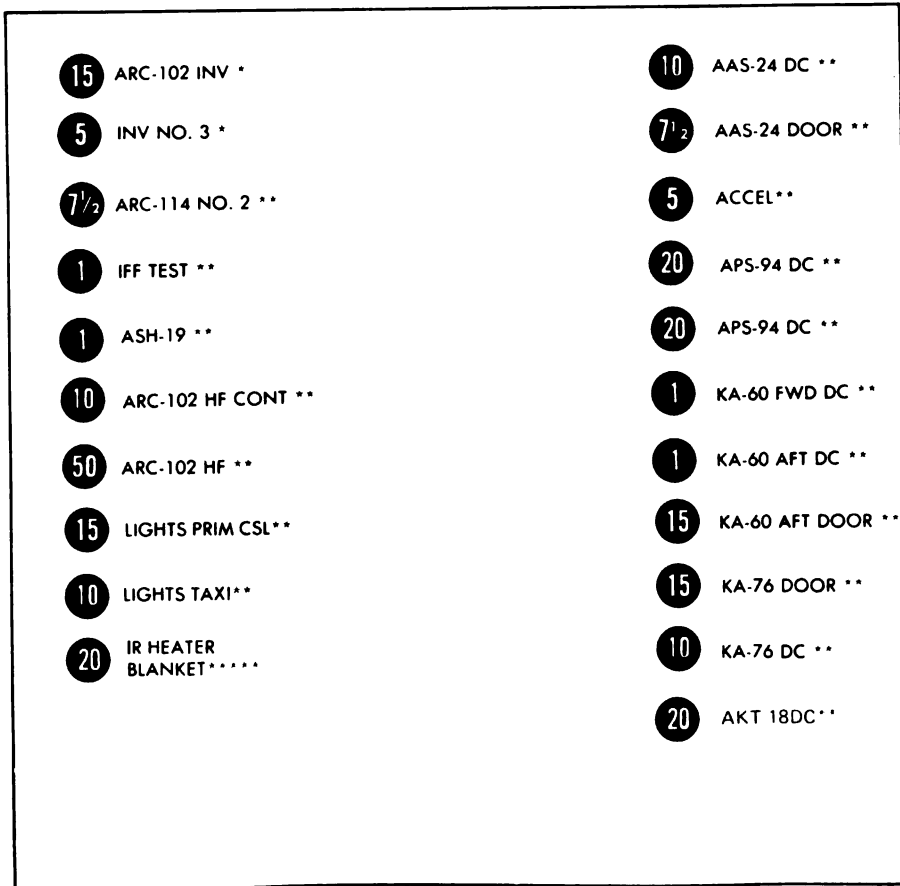 15 ARC-102 INV *
5 INV NO. 3 *
7½ ARC-114 NO. 2 **
1 IFF TEST **
1 ASH-19 **
10 ARC-102 HF CONT **
50 ARC-102 HF **
15 LIGHTS PRIM CSL**
10 LIGHTS TAXI**
20 IR HEATER
BLANKET*****
10 AAS-24 DC **
7½ AAS-24 DOOR **
5 ACCEL**
20 APS-94 DC **
20 APS-94 DC **
1 KA-60 FWD DC **
1 KA-60 AFT DC **
15 KA-60 AFT DOOR **
15 KA-76 DOOR **
10 KA-76 DC **
20 AKT 18DC**